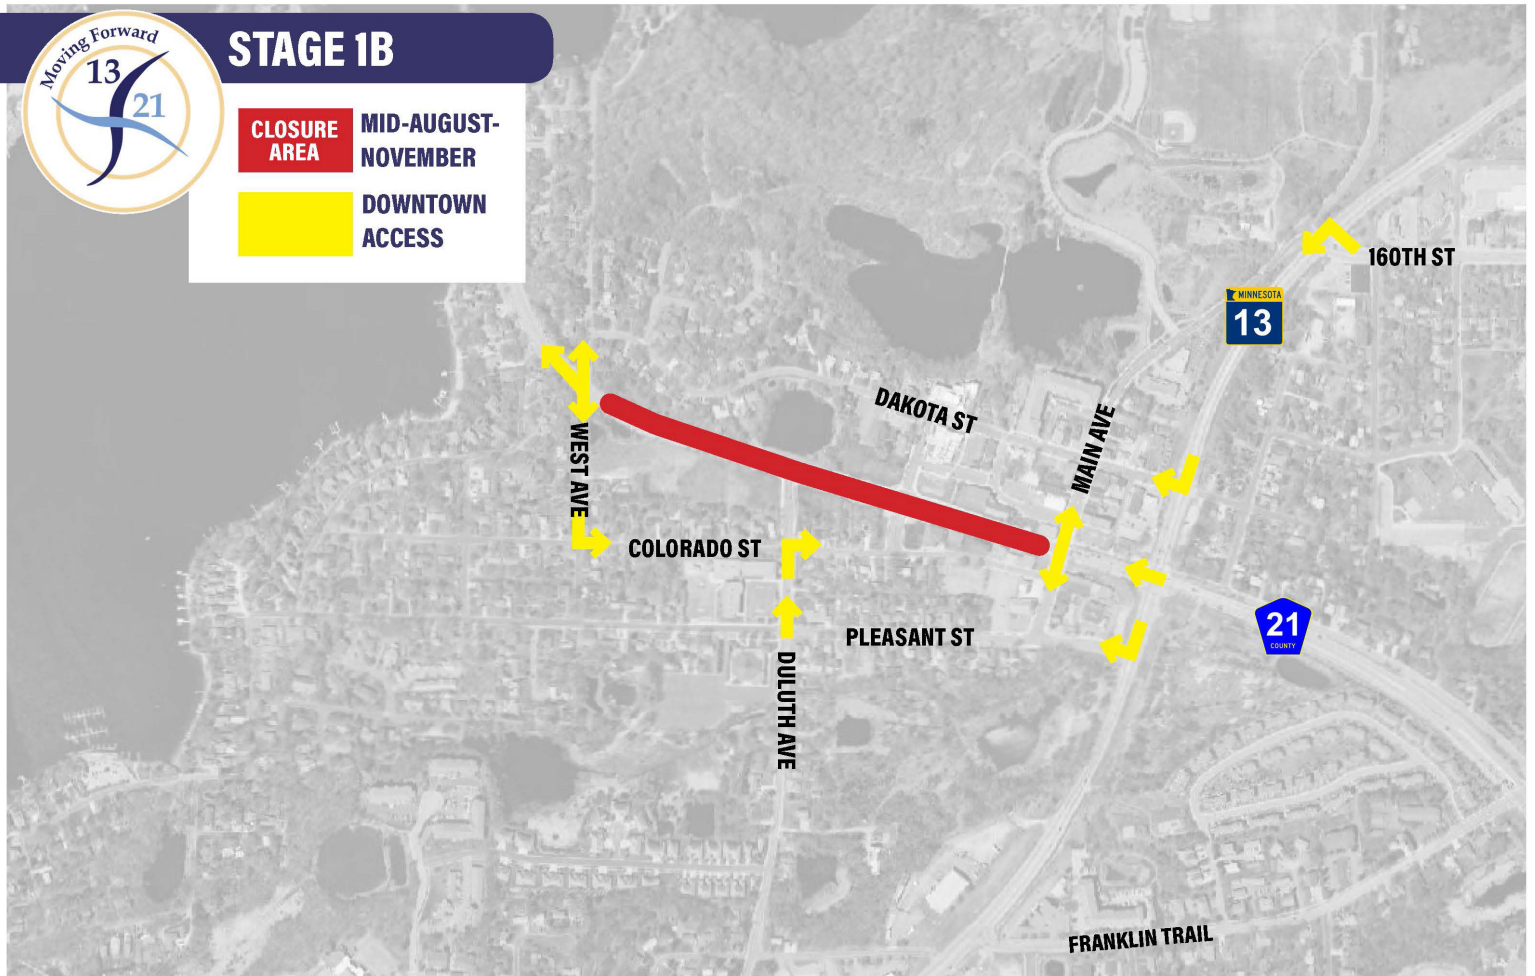 Moving Forward
13
21
STAGE 1B
CLOSURE
AREA
MID-AUGUST-
NOVEMBER
DOWNTOWN
ACCESS
160TH ST
MINNESOTA
13
DAKOTA ST
MAIN AVE
WEST AVE
COLORADO ST
PLEASANT ST
21
COUNTY
DULUTH AVE
FRANKLIN TRAIL